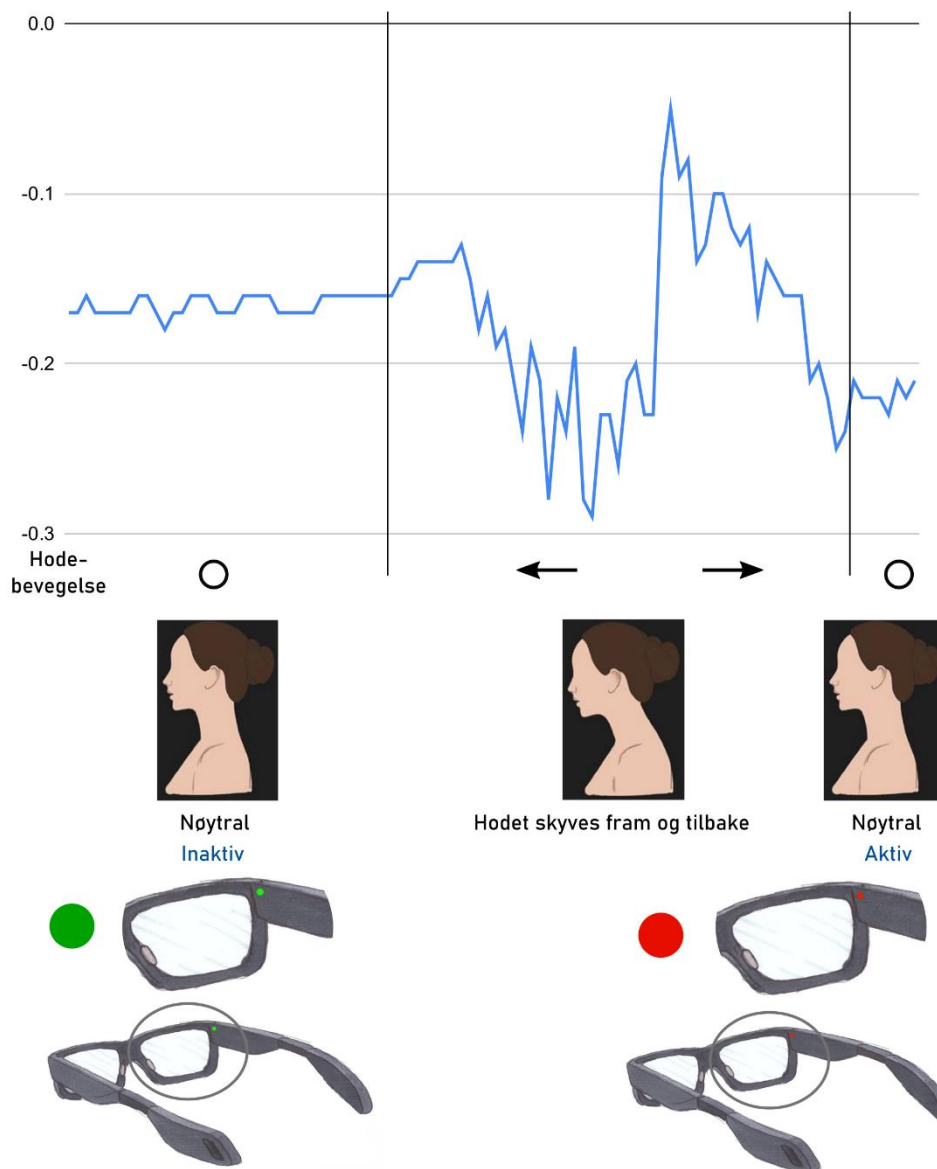 0.0
-0.1
-0.2
-0.3
Hode-
bevegelse
Nøytral
Hodet skyves fram og tilbake
Nøytral
Inaktiv
Aktiv